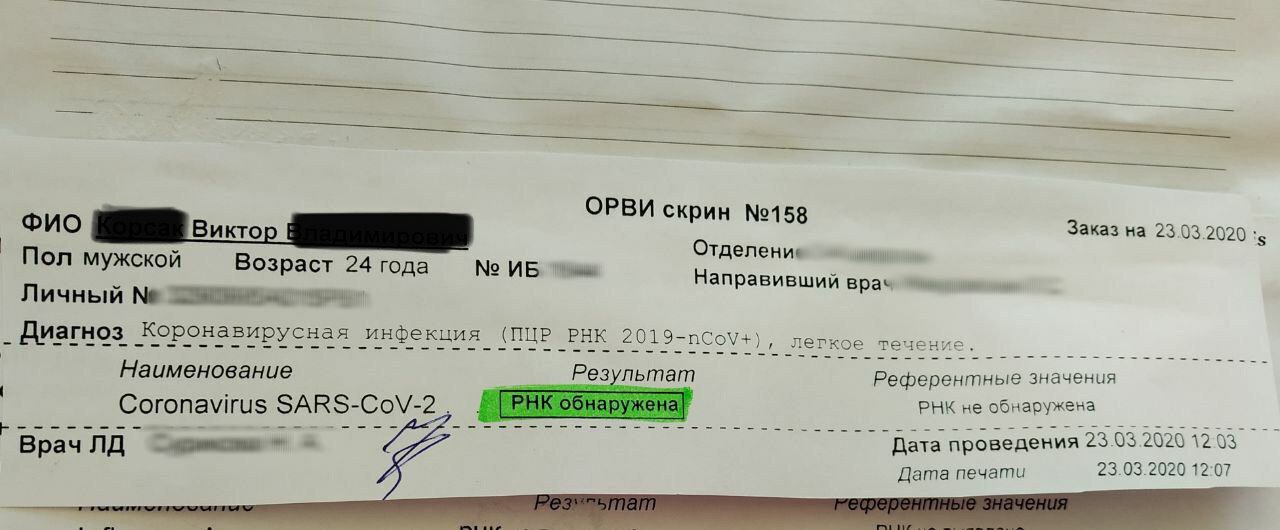 ОРВИ скрин №158
Заказ на 23.03.2020
ФИО Виктор
Пол мужской Возраст 24 года № ИБ
Отделени
Направивший врач
Личный №
Диагноз Коронавирусная инфекция (ПЦР РНК 2019-nCoV+), легкое течение.
Наименование Результат Референтные значения
Coronavirus SARS-CoV-2 РНК обнаружена РНК не обнаружена
Врач ЛД
Дата проведения 23.03.2020 12:03
Дата печати 23.03.2020 12:07
Результат Референтные значения